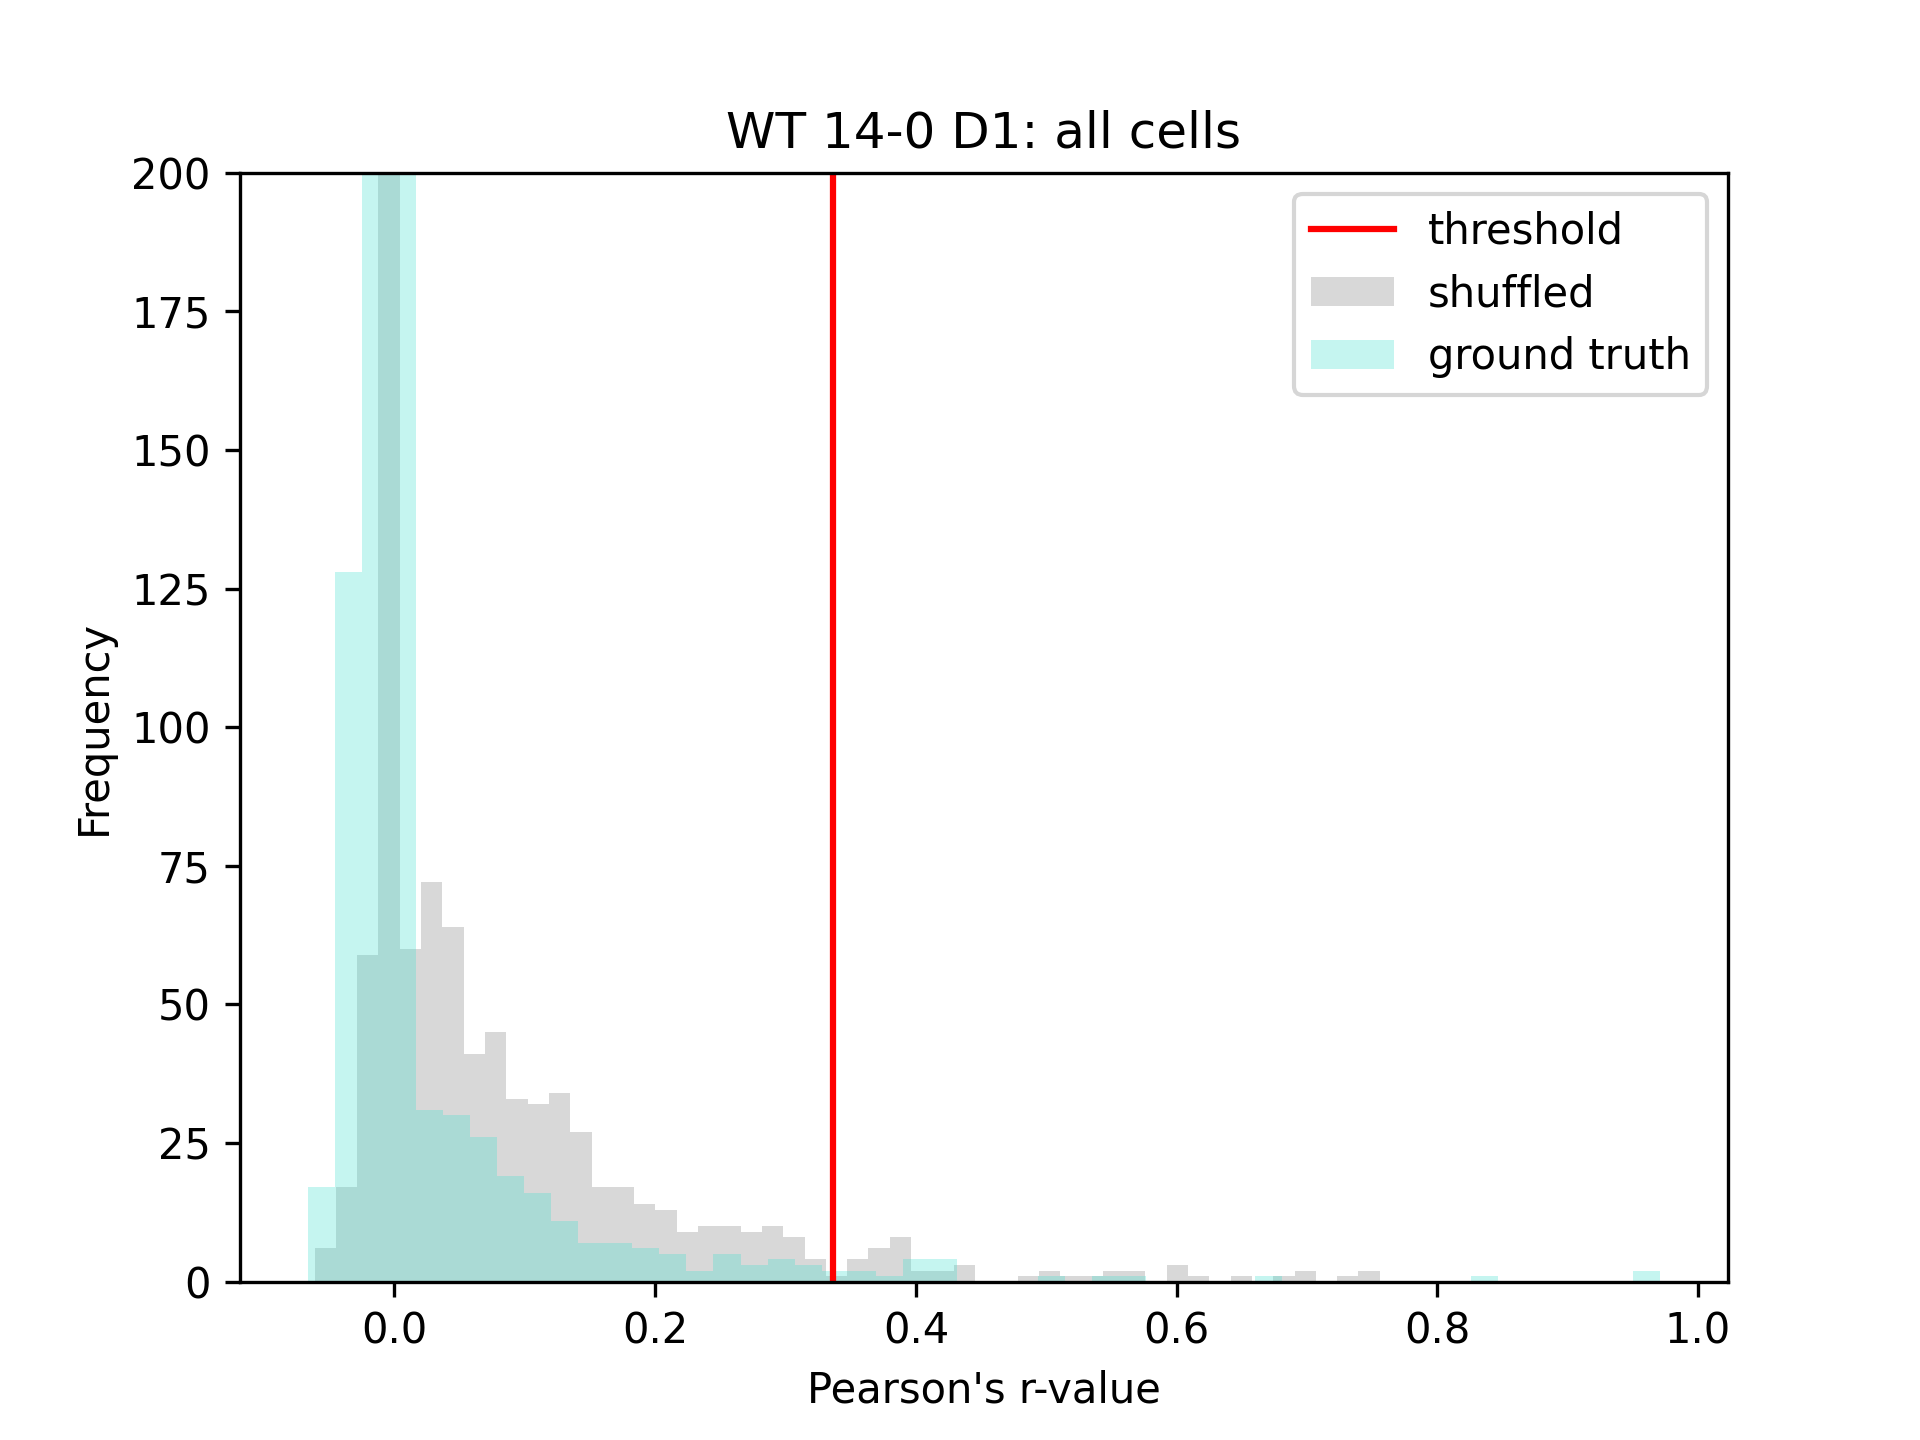 WT 14-0 D1: all cells
threshold
shuffled
ground truth
Frequency
200
175
150
125
100
75
50
25
0
0.0 0.2 0.4 0.6 0.8 1.0
Pearson's r-value